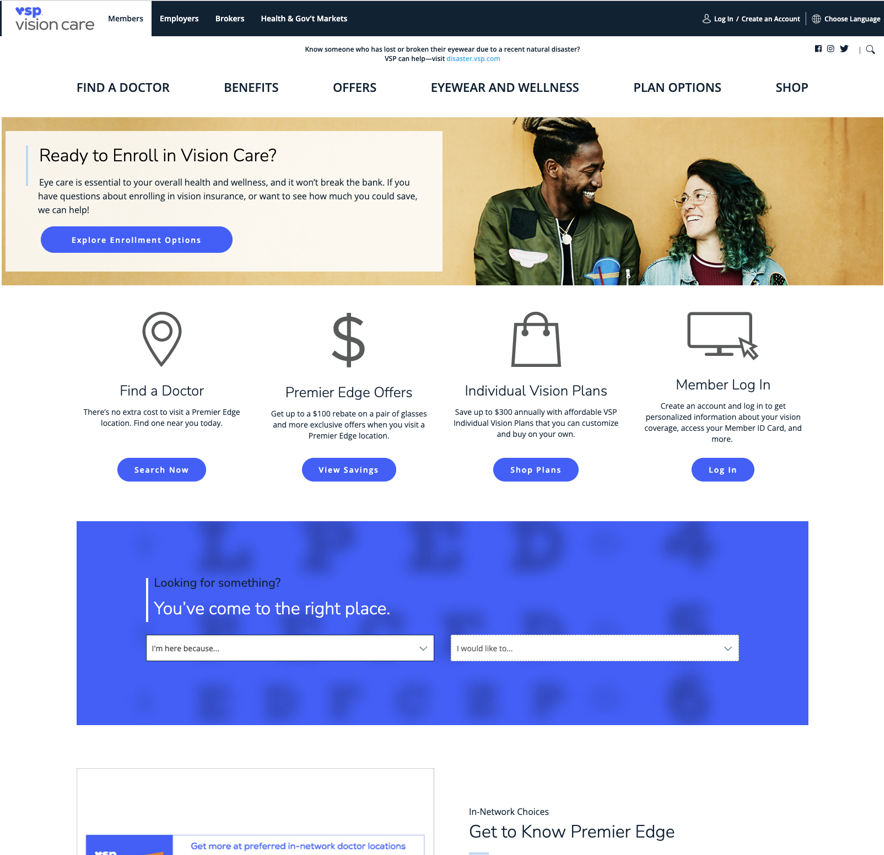 vsp
vision care
Members
Employers
Brokers
Health & Gov't Markets
Log In / Create an Account
Choose Language
Know someone who has lost or broken their eyewear due to a recent natural disaster?
VSP can help—visit disaster.vsp.com
FIND A DOCTOR
BENEFITS
OFFERS
EYEWEAR AND WELLNESS
PLAN OPTIONS
SHOP
Ready to Enroll in Vision Care?
Eye care is essential to your overall health and wellness, and it won't break the bank. If you
have questions about enrolling in vision insurance, or want to see how much you could save,
we can help!
Explore Enrollment Options
Find a Doctor
There's no extra cost to visit a Premier Edge
location. Find one near you today.
Search Now
Premier Edge Offers
Get up to a $100 rebate on a pair of glasses
and more exclusive offers when you visit a
Premier Edge location.
View Savings
Individual Vision Plans
Save up to $300 annually with affordable VSP
Individual Vision Plans that you can customize
and buy on your own.
Shop Plans
Member Log In
Create an account and log in to get
personalized information about your vision
coverage, access your Member ID Card, and
more.
Log In
L P E D 4
Looking for something?
You've come to the right place.
I'm here because...
I would like to...
E D F C Z P 6
vsp
Get more at preferred in-network doctor locations
In-Network Choices
Get to Know Premier Edge